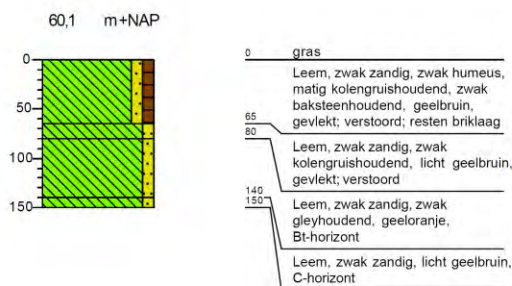 60,1 m+NAP
0
50
100
150
0 gras
Leem, zwak zandig, zwak humeus,
matig kolengruishoudend, zwak
baksteenhoudend, geelbruin,
gevlekt; verstoord; resten briklaag
65
80
Leem, zwak zandig, zwak
kolengruishoudend, licht geelbruin,
gevlekt; verstoord
140
150
Leem, zwak zandig, zwak
gleyhoudend, geeloranje,
Bt-horizont
Leem, zwak zandig, licht geelbruin,
C-horizont